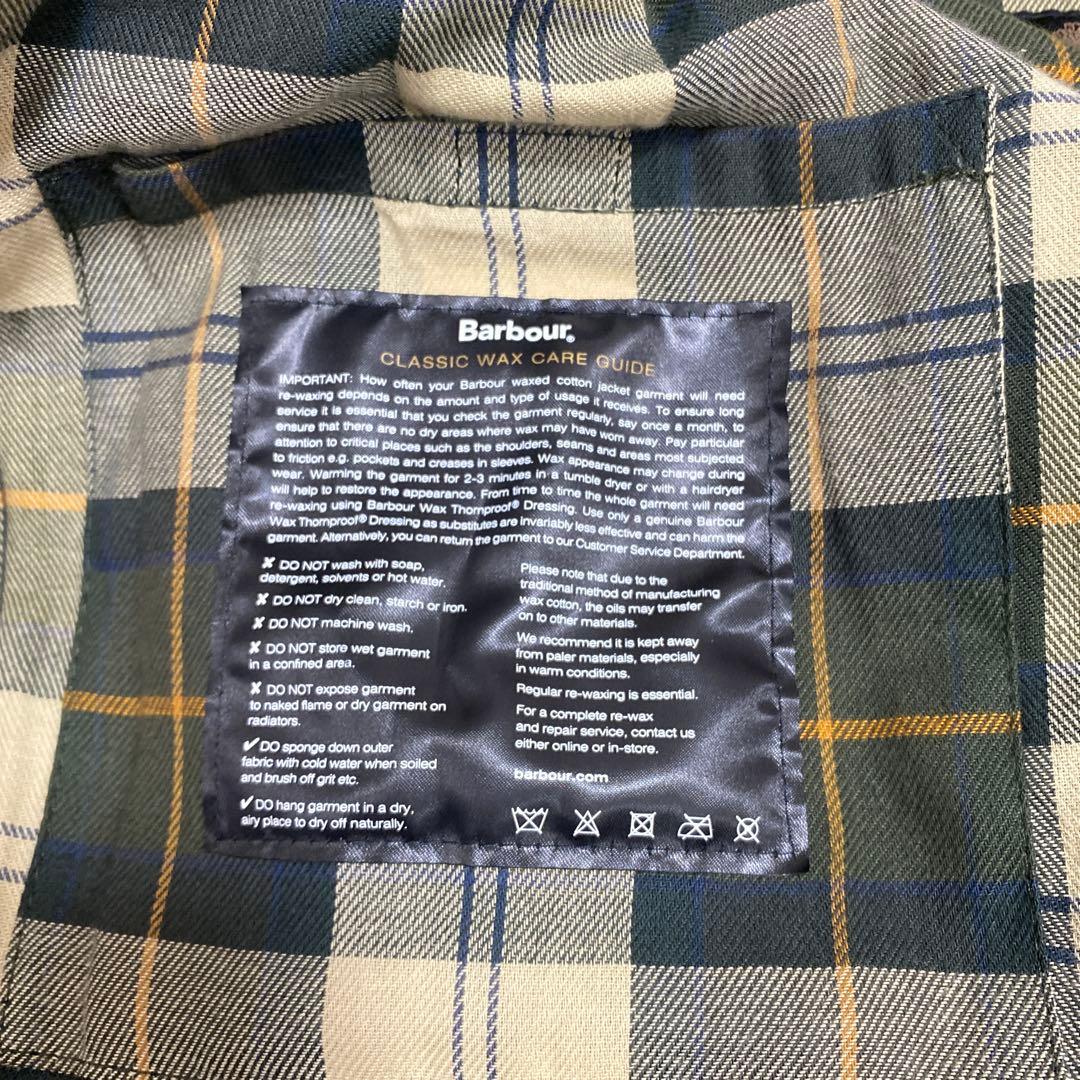 Barbour®
CLASSIC WAX CARE GUIDE
IMPORTANT: How often your Barbour waxed cotton jacket garment will need
re-waxing depends on the amount and type of usage it receives. To ensure long
service it is essential that you check the garment regularly, say once a month, to
ensure that there are no dry areas where wax may have worn away. Pay particular
attention to critical places such as the shoulders, seams and areas most subjected
to friction e.g. pockets and creases in sleeves. Wax appearance may change during
wear. Warming the garment for 2-3 minutes in a tumble dryer or with a hairdryer
will help to restore the appearance. From time to time the whole garment will need
re-waxing using Barbour Wax Thornproof® Dressing. Use only a genuine Barbour
Wax Thornproof® Dressing as substitutes are invariably less effective and can harm the
garment. Alternatively, you can return the garment to our Customer Service Department.
✘ DO NOT wash with soap,
detergent, solvents or hot water.
✘ DO NOT dry clean, starch or iron.
✘ DO NOT machine wash.
✘ DO NOT store wet garment
in a confined area.
✘ DO NOT expose garment
to naked flame or dry garment on
radiators.
✔ DO sponge down outer
fabric with cold water when soiled
and brush off grit etc.
✔ DO hang garment in a dry,
airy place to dry off naturally.
Please note that due to the
traditional method of manufacturing
wax cotton, the oils may transfer
on to other materials.
We recommend it is kept away
from paler materials, especially
in warm conditions.
Regular re-waxing is essential.
For a complete re-wax
and repair service, contact us
either online or in-store.
barbour.com